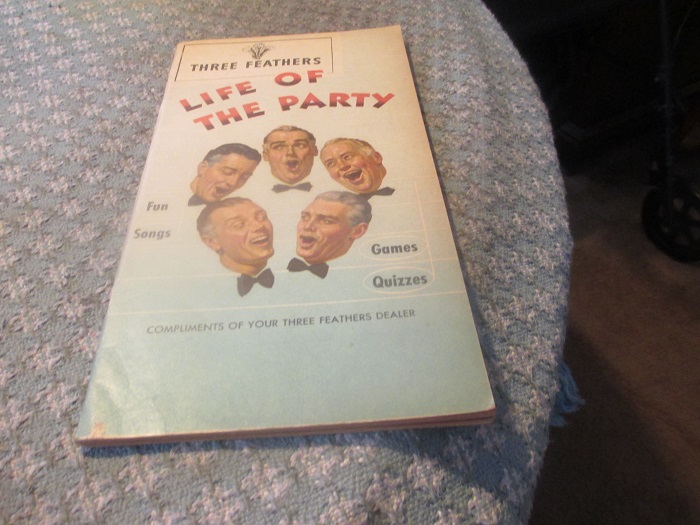 THREE FEATHERS
LIFE OF
THE PARTY
Fun
Songs
Games
Quizzes
COMPLIMENTS OF YOUR THREE FEATHERS DEALER